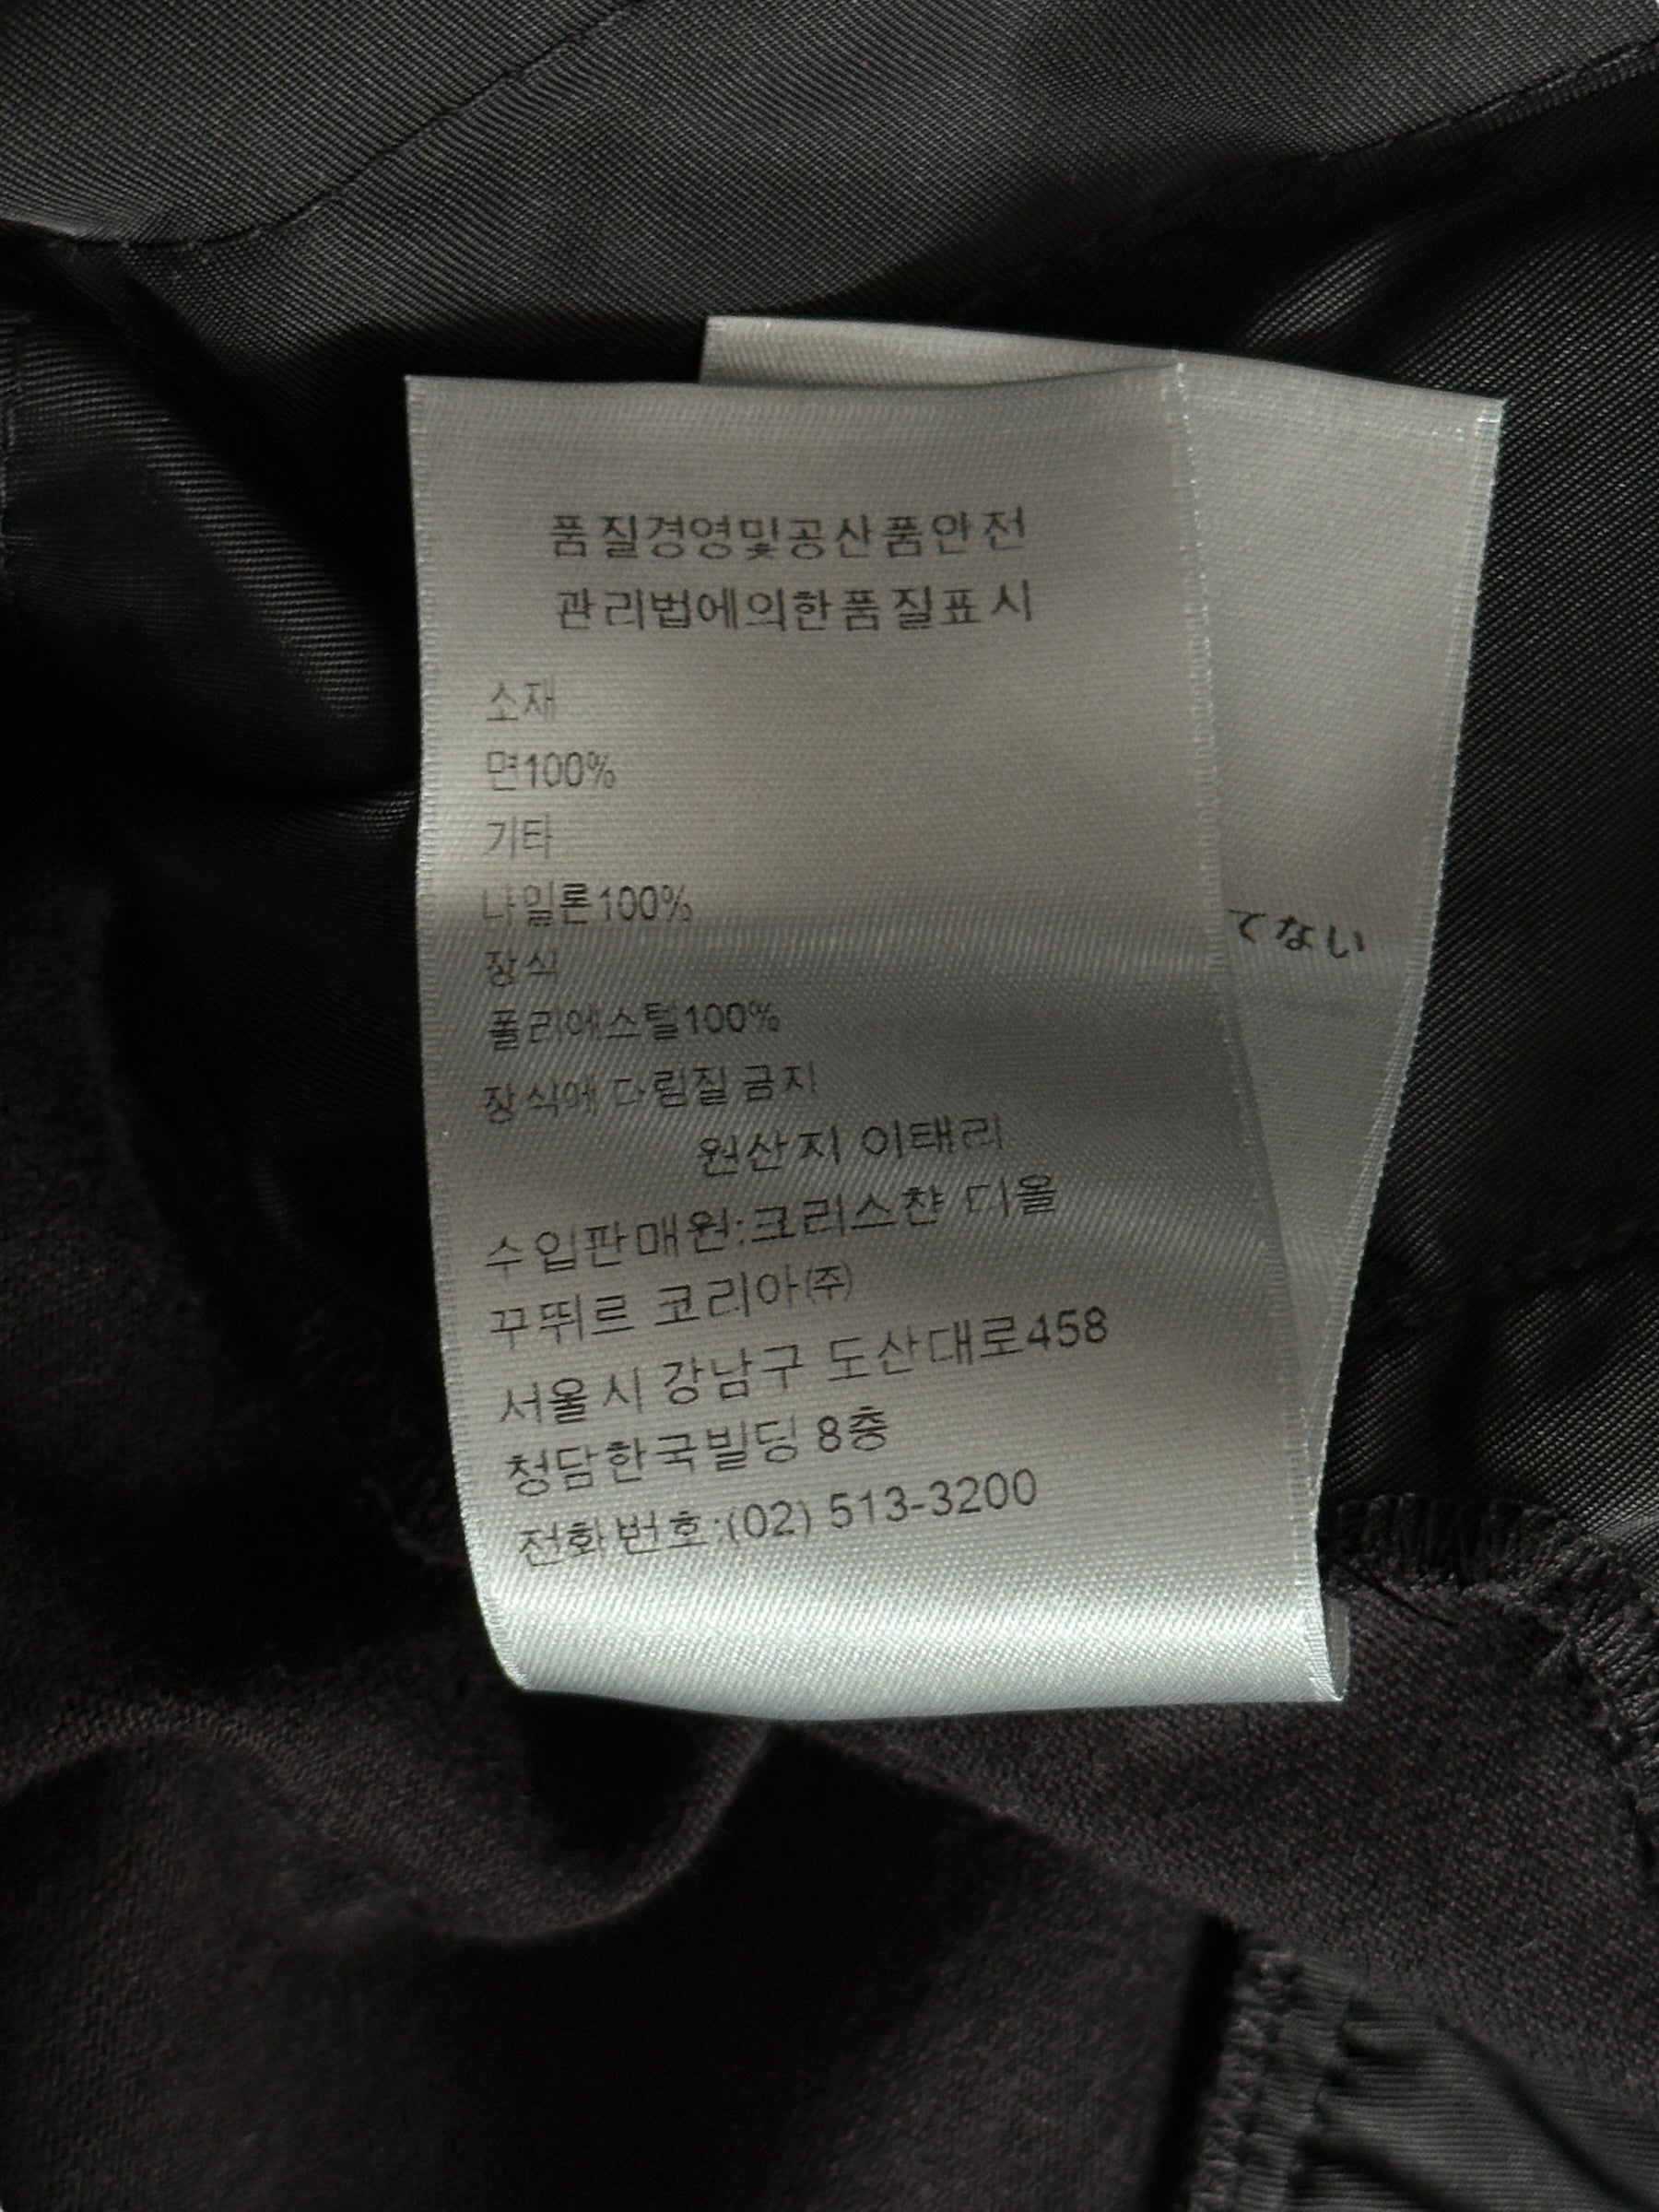 품질경영및공산품안전
관리법에의한품질표시
소재
면100%
기타
나일론100%
장식
폴리에스텔100%
장식에 다림질 금지
원산지 이태리
수입판매원:크리스챤 디올
꾸뛰르 코리아㈜
서울시 강남구 도산대로458
청담한국빌딩 8층
전화번호:(02) 513-3200
てない